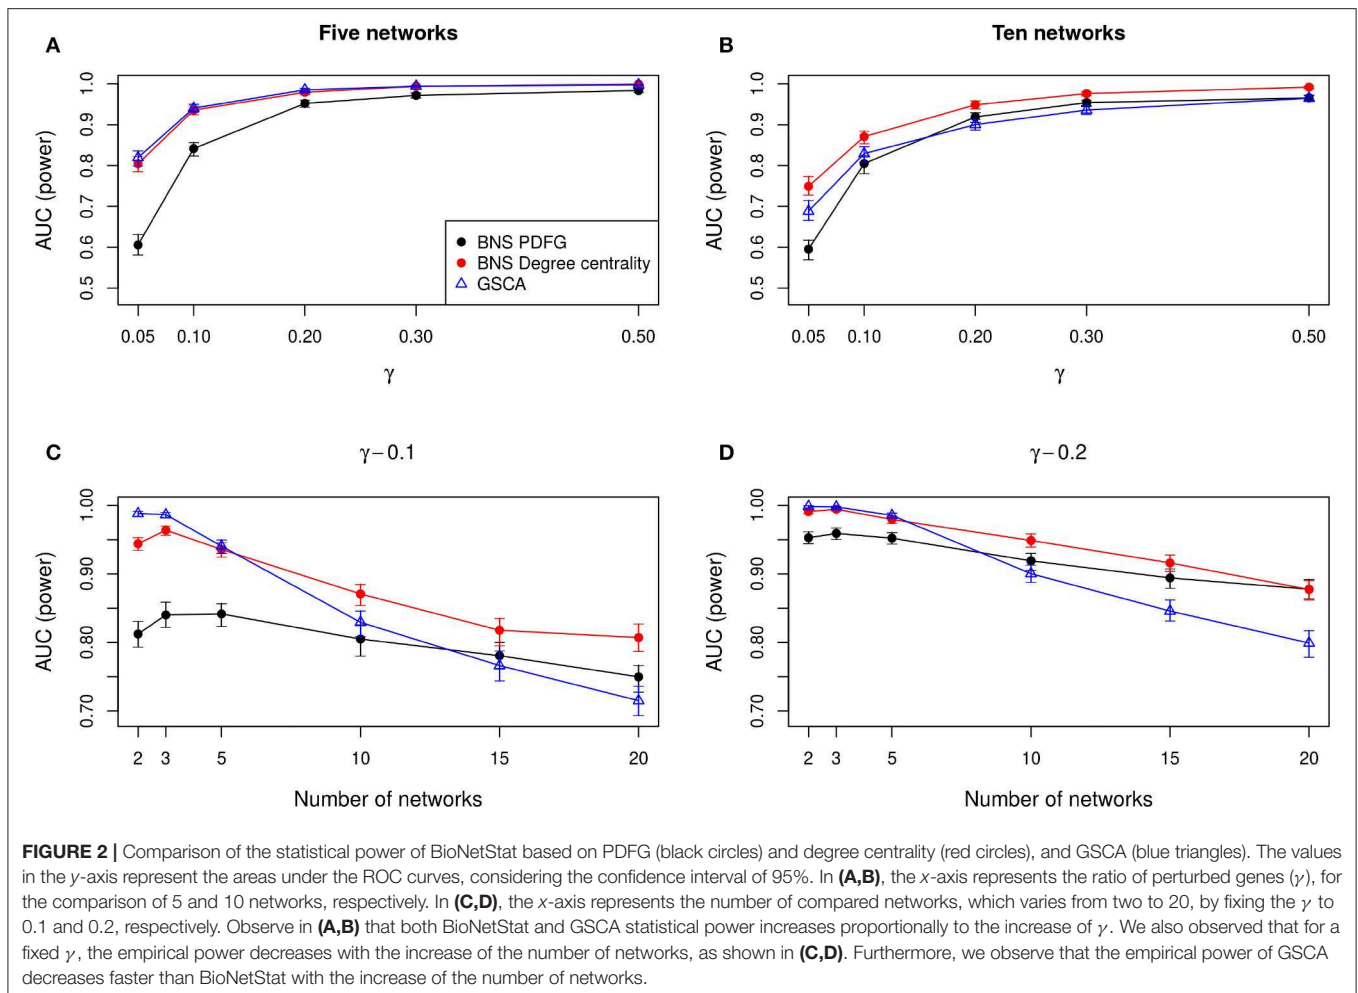 A
Five networks
AUC (power)
1.0
0.9
0.8
0.7
0.6
0.5
BNS PDFG
BNS Degree centrality
GSCA
0.05 0.10 0.20 0.30 0.50
γ
B
Ten networks
AUC (power)
1.0
0.9
0.8
0.7
0.6
0.5
0.05 0.10 0.20 0.30 0.50
γ
C
γ−0.1
AUC (power)
1.00
0.90
0.80
0.70
2 3 5 10 15 20
Number of networks
D
γ−0.2
AUC (power)
1.00
0.90
0.80
0.70
2 3 5 10 15 20
Number of networks
FIGURE 2 | Comparison of the statistical power of BioNetStat based on PDFG (black circles) and degree centrality (red circles), and GSCA (blue triangles). The values
in the y-axis represent the areas under the ROC curves, considering the confidence interval of 95%. In (A,B), the x-axis represents the ratio of perturbed genes (γ), for
the comparison of 5 and 10 networks, respectively. In (C,D), the x-axis represents the number of compared networks, which varies from two to 20, by fixing the γ to
0.1 and 0.2, respectively. Observe in (A,B) that both BioNetStat and GSCA statistical power increases proportionally to the increase of γ. We also observed that for a
fixed γ, the empirical power decreases with the increase of the number of networks, as shown in (C,D). Furthermore, we observe that the empirical power of GSCA
decreases faster than BioNetStat with the increase of the number of networks.